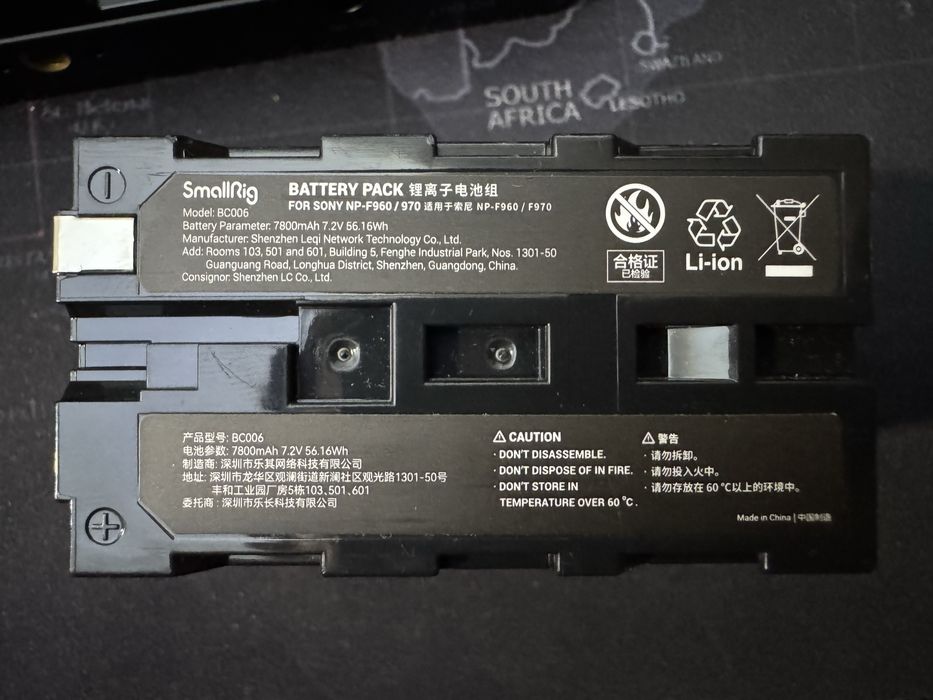 SWAZILAND
SOUTH
AFRICA
LESOTHO
SmallRig
BATTERY PACK 锂离子电池组
FOR SONY NP-F960 / 970 适用于索尼 NP-F960 / F970
Model: BC006
Battery Parameter: 7800mAh 7.2V 56.16Wh
Manufacturer: Shenzhen Leqi Network Technology Co., Ltd.
Add: Rooms 103, 501 and 601, Building 5, Fenghe Industrial Park, Nos. 1301-50
Guanguang Road, Longhua District, Shenzhen, Guangdong, China.
Consignor: Shenzhen LC Co., Ltd.
合格证
已检验
Li-ion
产品型号: BC006
电池参数: 7800mAh 7.2V 56.16Wh
制造商: 深圳市乐其网络科技有限公司
地址: 深圳市龙华区观澜街道新澜社区观光路1301-50号
丰和工业园厂房5栋103,501,601
委托商: 深圳市乐长科技有限公司
CAUTION
· DON'T DISASSEMBLE.
· DON'T DISPOSE OF IN FIRE.
· DON'T STORE IN
TEMPERATURE OVER 60 °C.
警告
· 请勿拆卸。
· 请勿投入火中。
· 请勿存放在 60 ℃以上的环境中。
Made in China | 中国制造